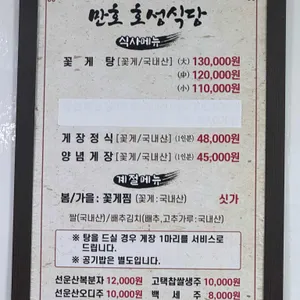 만호 호성식당
식사메뉴
꽃 게 탕 [꽃게/국내산] (大) 130,000원
(中) 120,000원
(小) 110,000원
게장정식 [꽃게/국내산] (1인분) 48,000원
양념게장 [꽃게/국내산] (1인분) 45,000원
계절메뉴
봄/가을: 꽃게찜 (꽃게 : 국내산) 싯가
쌀(국내산)/배추김치(배추,고추가루:국내산)
※ 탕을 드실 경우 게장 1마리를 서비스로
드립니다.
※ 공기밥은 별도입니다.
선운산복분자 12,000원 고택찹쌀생주 10,000원
선운산오디주 10,000원 백 세 주 8,000원